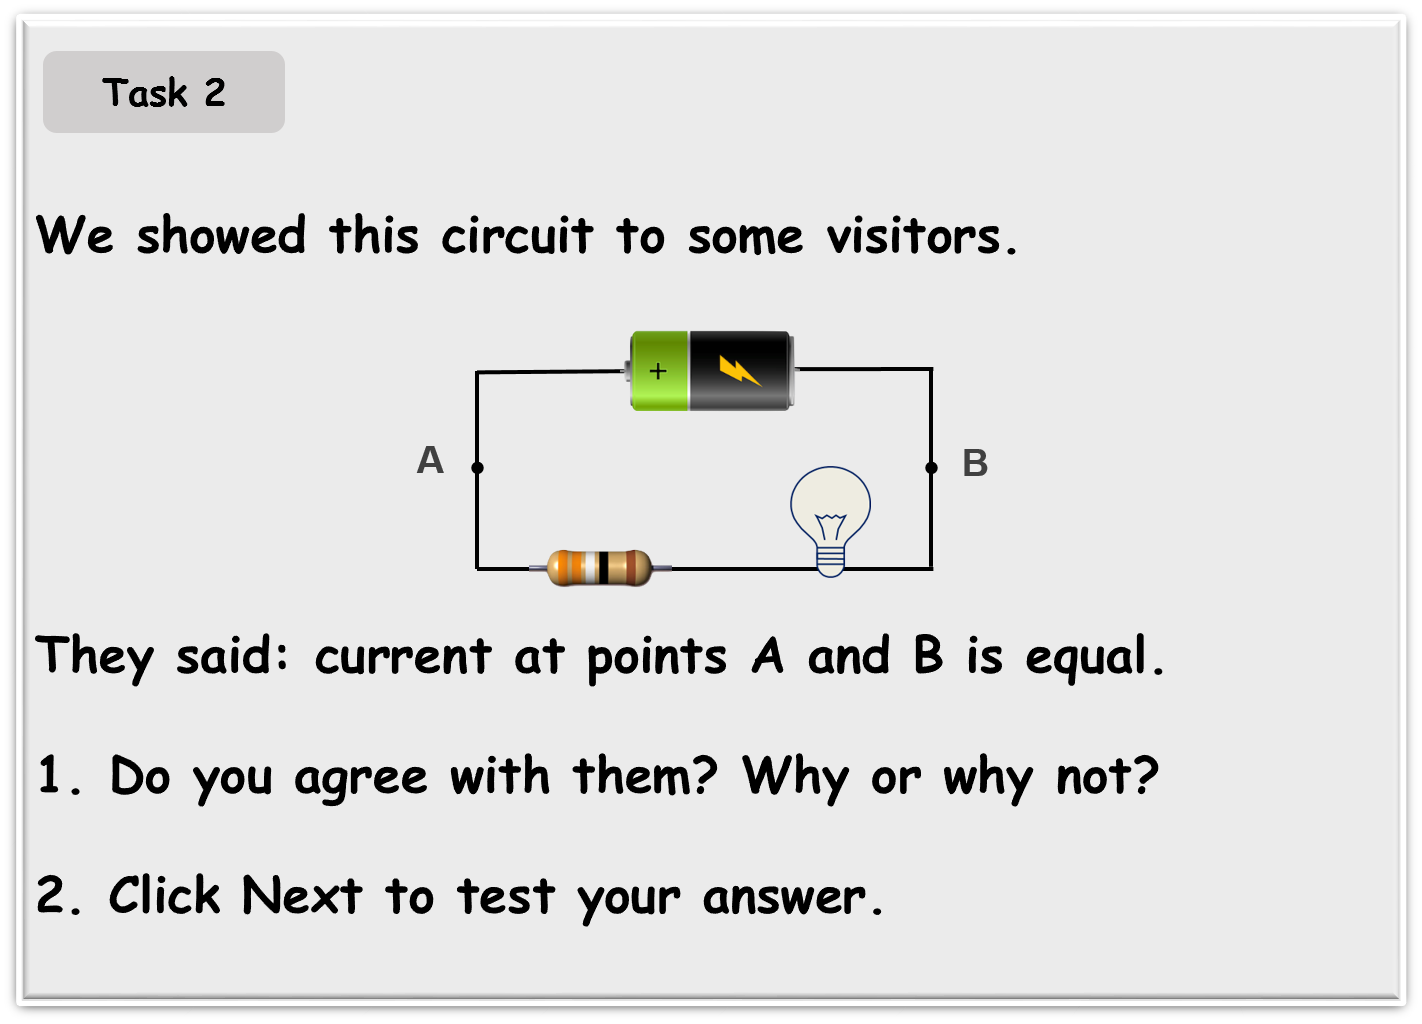 Task 2
We showed this circuit to some visitors.
+
A
B
They said: current at points A and B is equal.
1. Do you agree with them? Why or why not?
2. Click Next to test your answer.